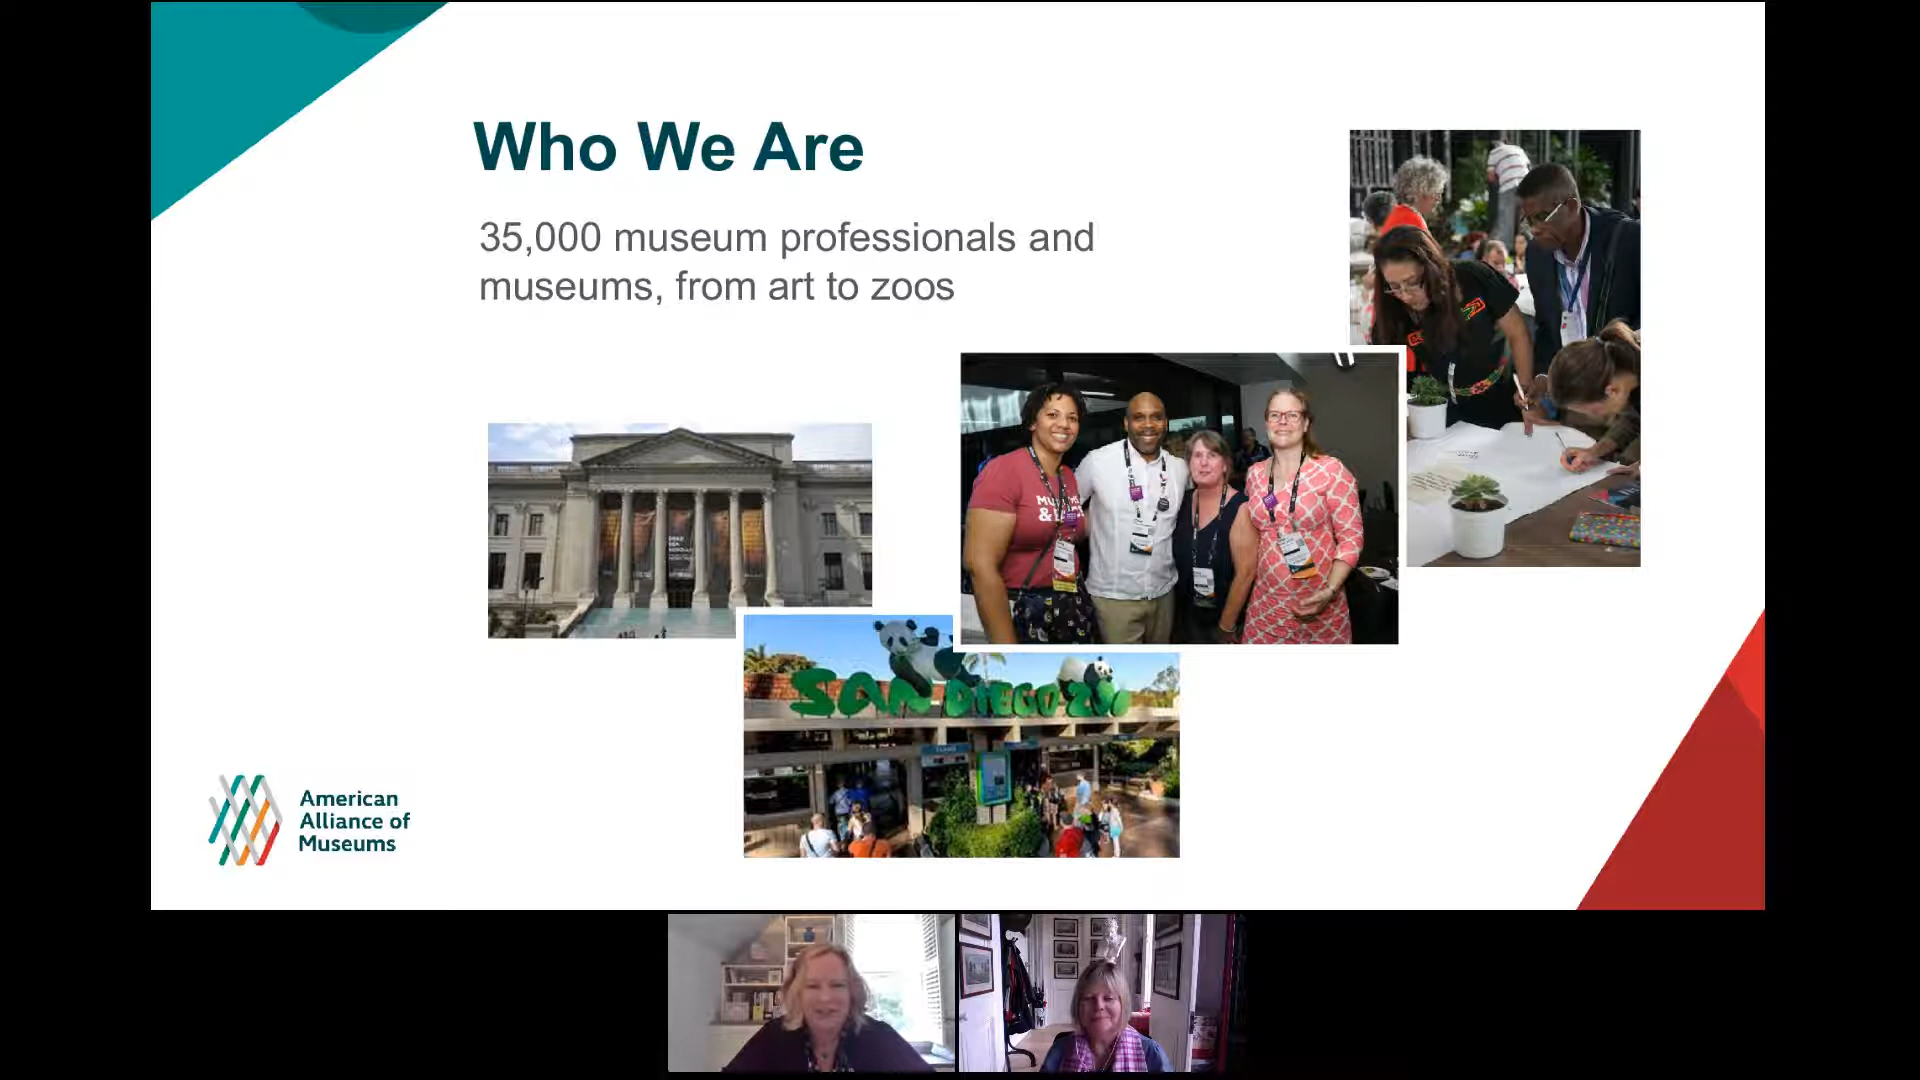 Who We Are
35,000 museum professionals and
museums, from art to zoos
SAN DIEGO ZOO
American
Alliance of
Museums